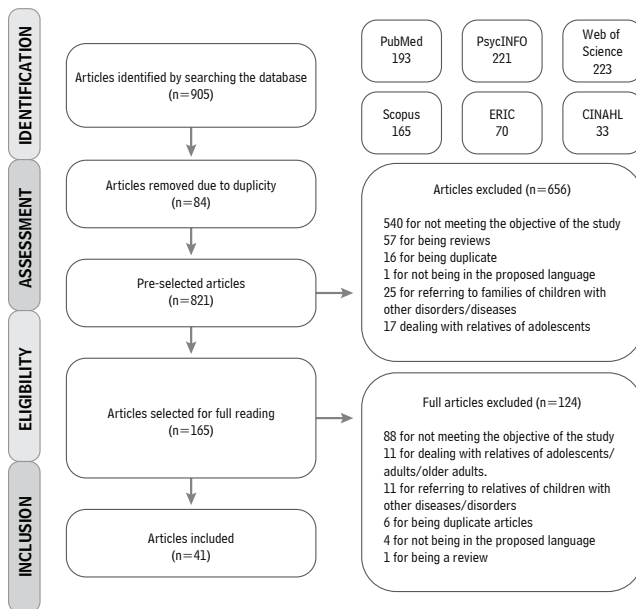 IDENTIFICATION
Articles identified by searching the database
(n=905)
PubMed
193
PsycINFO
221
Web of
Science
223
Scopus
165
ERIC
70
CINAHL
33
ASSESSMENT
Articles removed due to duplicity
(n=84)
Pre-selected articles
(n=821)
Articles excluded (n=656)
540 for not meeting the objective of the study
57 for being reviews
16 for being duplicate
1 for not being in the proposed language
25 for referring to families of children with
other disorders/diseases
17 dealing with relatives of adolescents
ELIGIBILITY
Articles selected for full reading
(n=165)
Full articles excluded (n=124)
88 for not meeting the objective of the study
11 for dealing with relatives of adolescents/
adults/older adults.
11 for referring to relatives of children with
other diseases/disorders
6 for being duplicate articles
4 for not being in the proposed language
1 for being a review
INCLUSION
Articles included
(n=41)